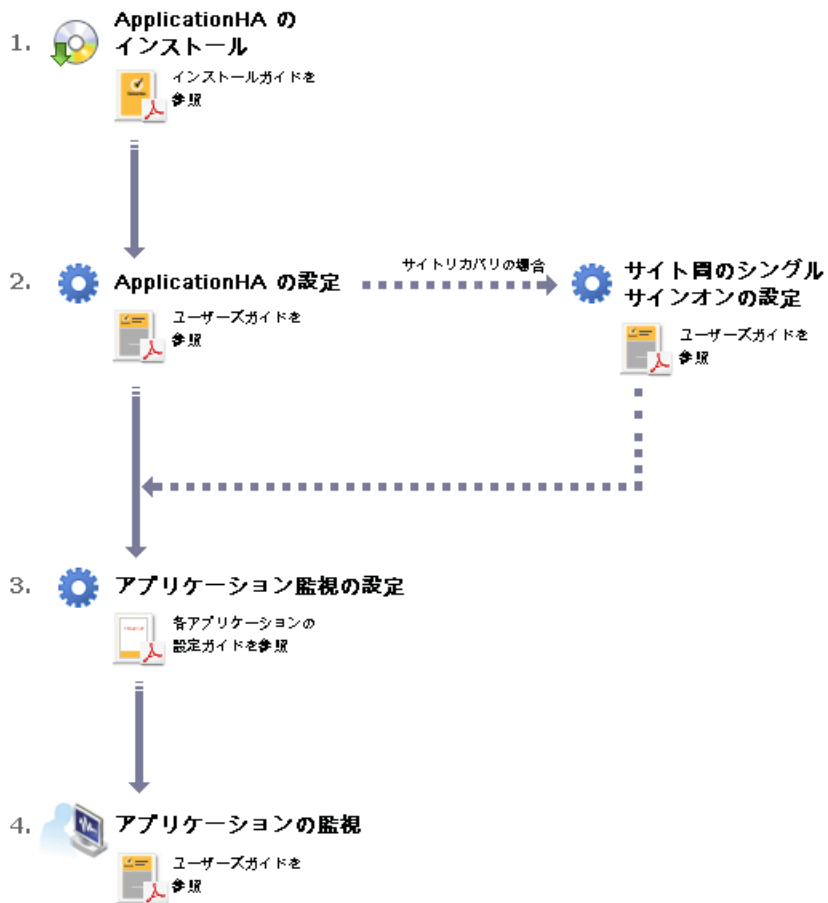 1.
ApplicationHA の
インストール
インストールガイドを
参照
2.
ApplicationHA の設定
ユーザーズガイドを
参照
サイトリカバリの場合
サイト間のシングル
サインオンの設定
ユーザーズガイドを
参照
3.
アプリケーション監視の設定
各アプリケーションの
設定ガイドを参照
4.
アプリケーションの監視
ユーザーズガイドを
参照